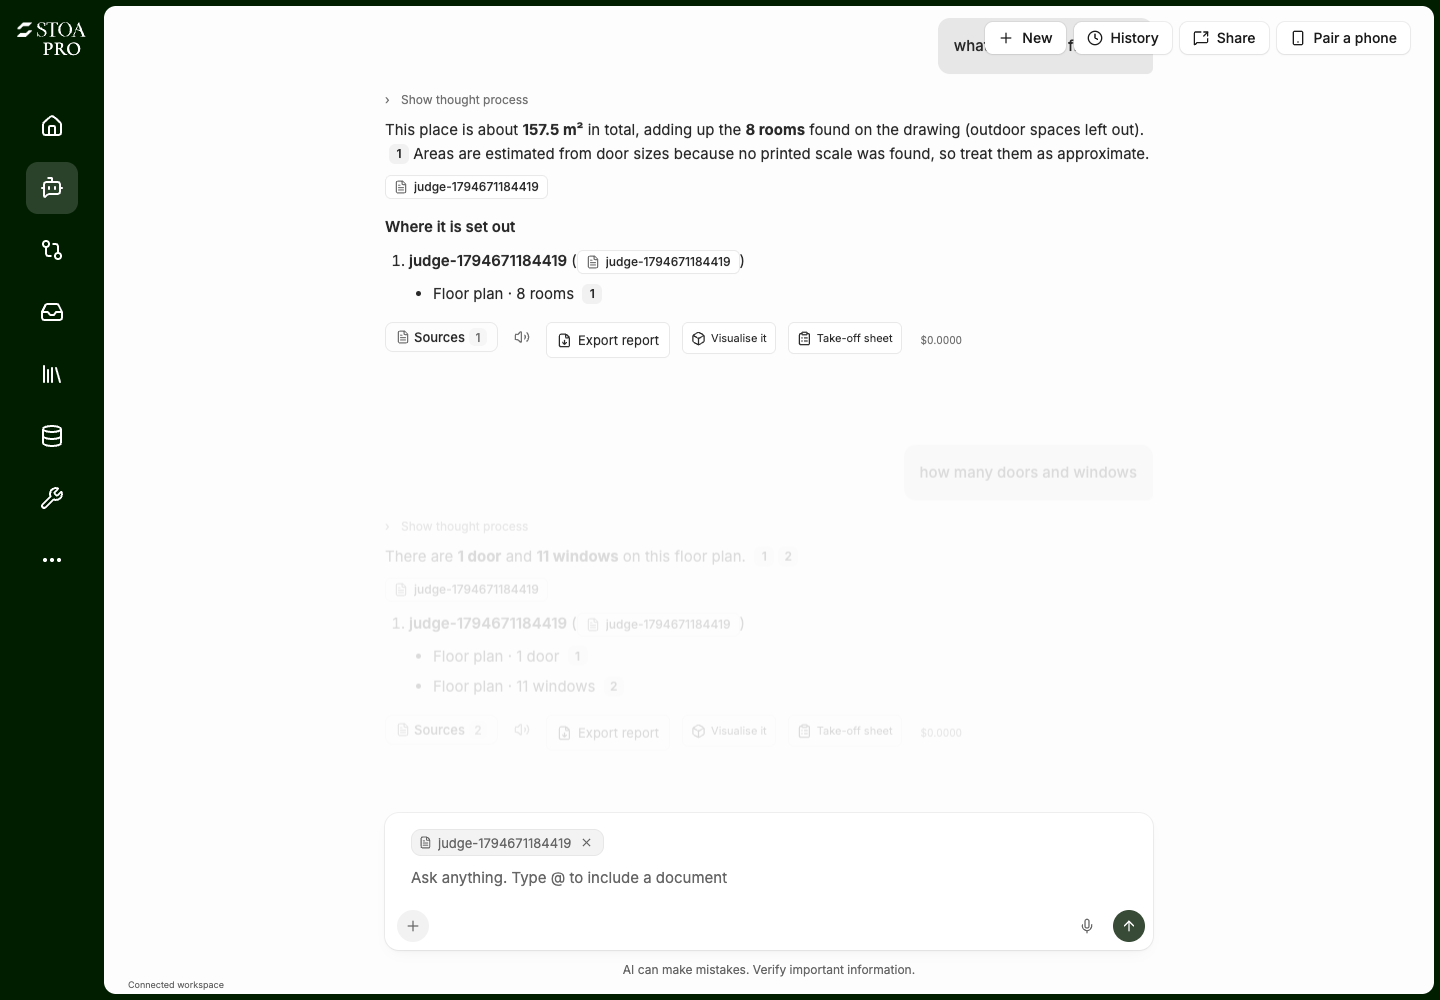 STOA
PRO
New
History
Share
Pair a phone
Show thought process
This place is about 157.5 m² in total, adding up the 8 rooms found on the drawing (outdoor spaces left out).
1 Areas are estimated from door sizes because no printed scale was found, so treat them as approximate.
judge-1794671184419
Where it is set out
1. judge-1794671184419 ( judge-1794671184419 )
• Floor plan · 8 rooms 1
Sources 1
Export report
Visualise it
Take-off sheet
$0.0000
how many doors and windows
Show thought process
There are 1 door and 11 windows on this floor plan. 1 2
judge-1794671184419
1. judge-1794671184419 ( judge-1794671184419 )
• Floor plan · 1 door 1
• Floor plan · 11 windows 2
Sources 2
Export report
Visualise it
Take-off sheet
$0.0000
judge-1794671184419
Ask anything. Type @ to include a document
AI can make mistakes. Verify important information.
Connected workspace